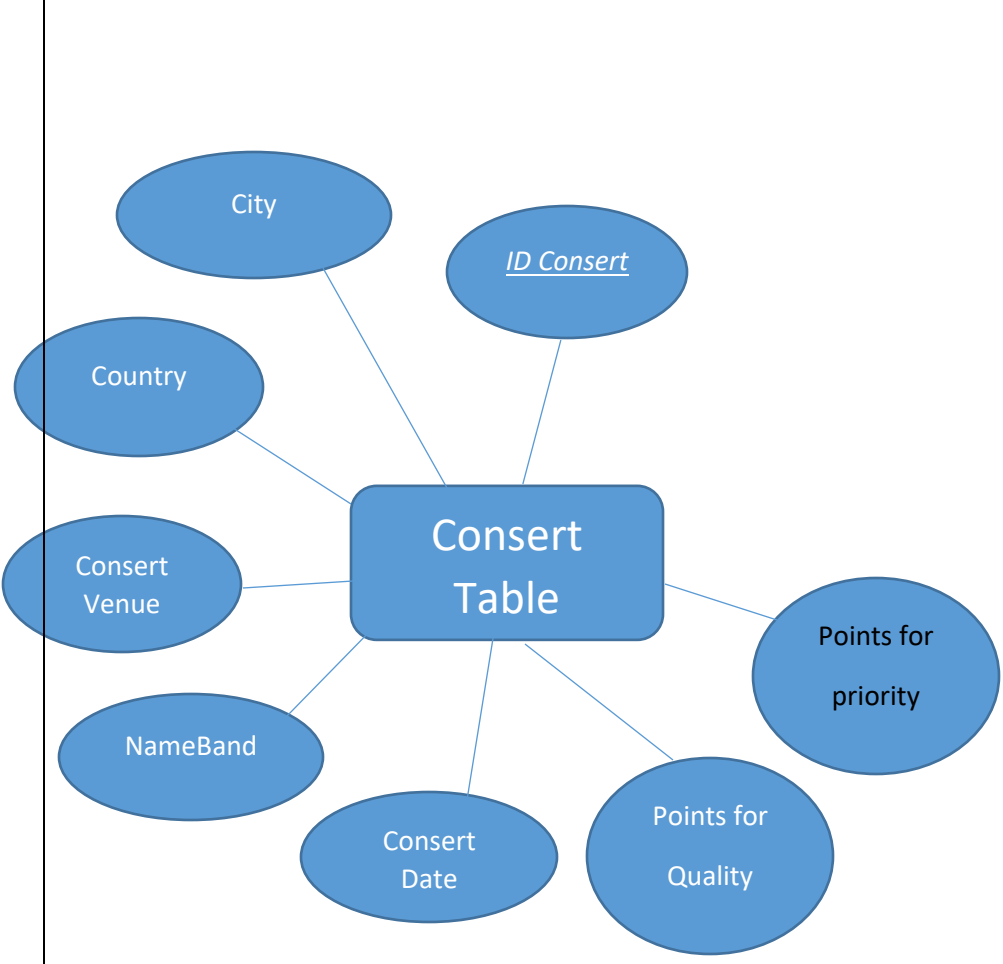 City
ID Consert
Country
Consert
Table
Consert
Venue
Points for
priority
NameBand
Points for
Quality
Consert
Date